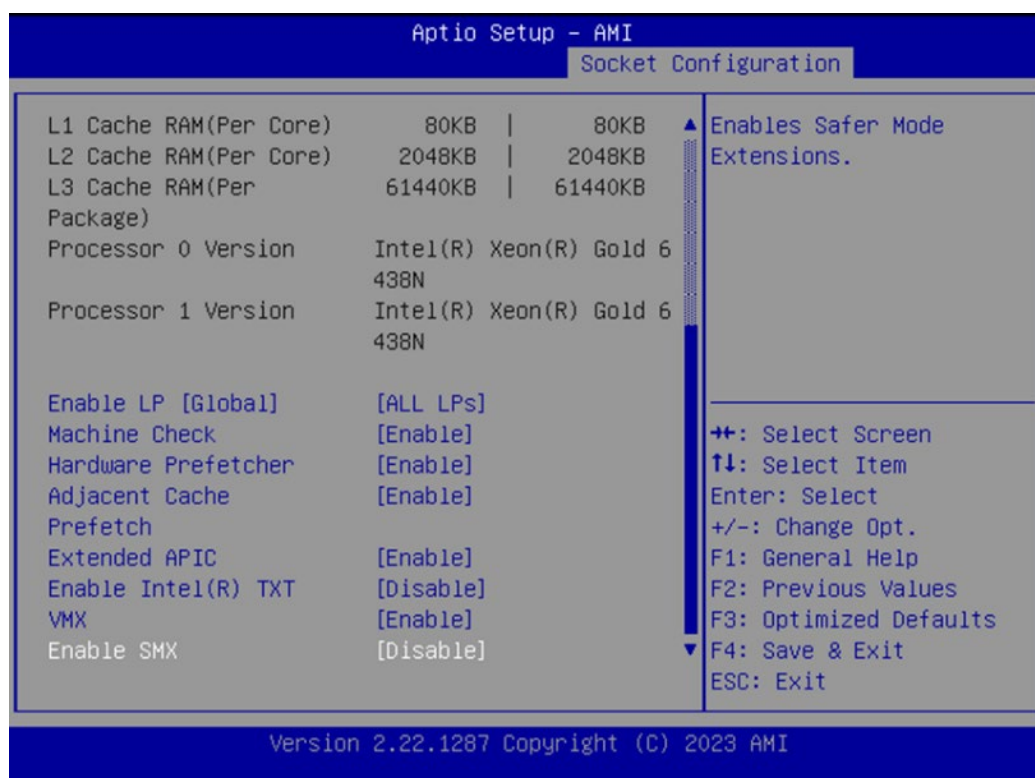 Aptio Setup – AMI
Socket Configuration
L1 Cache RAM(Per Core) 80KB | 80KB
L2 Cache RAM(Per Core) 2048KB | 2048KB
L3 Cache RAM(Per 61440KB | 61440KB
Package)
Processor 0 Version Intel(R) Xeon(R) Gold 6
438N
Processor 1 Version Intel(R) Xeon(R) Gold 6
438N
Enable LP [Global] [ALL LPs]
Machine Check [Enable]
Hardware Prefetcher [Enable]
Adjacent Cache [Enable]
Prefetch
Extended APIC [Enable]
Enable Intel(R) TXT [Disable]
VMX [Enable]
Enable SMX [Disable]
Enables Safer Mode
Extensions.
→←: Select Screen
↑↓: Select Item
Enter: Select
+/-: Change Opt.
F1: General Help
F2: Previous Values
F3: Optimized Defaults
F4: Save & Exit
ESC: Exit
Version 2.22.1287 Copyright (C) 2023 AMI